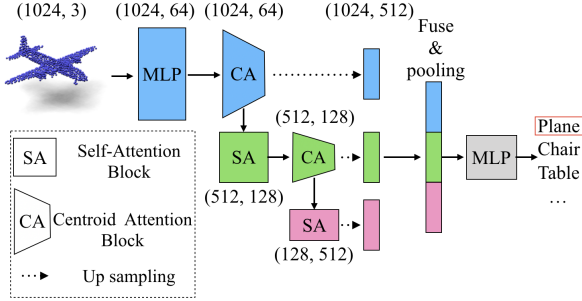 (1024, 3)
(1024, 64)
(1024, 64)
(1024, 512)
Fuse
&
pooling
MLP
CA
(512, 128)
SA
CA
MLP
Plane
Chair
Table
...
(512, 128)
SA
(128, 512)
SA
Self-Attention
Block
CA
Centroid Attention
Block
Up sampling